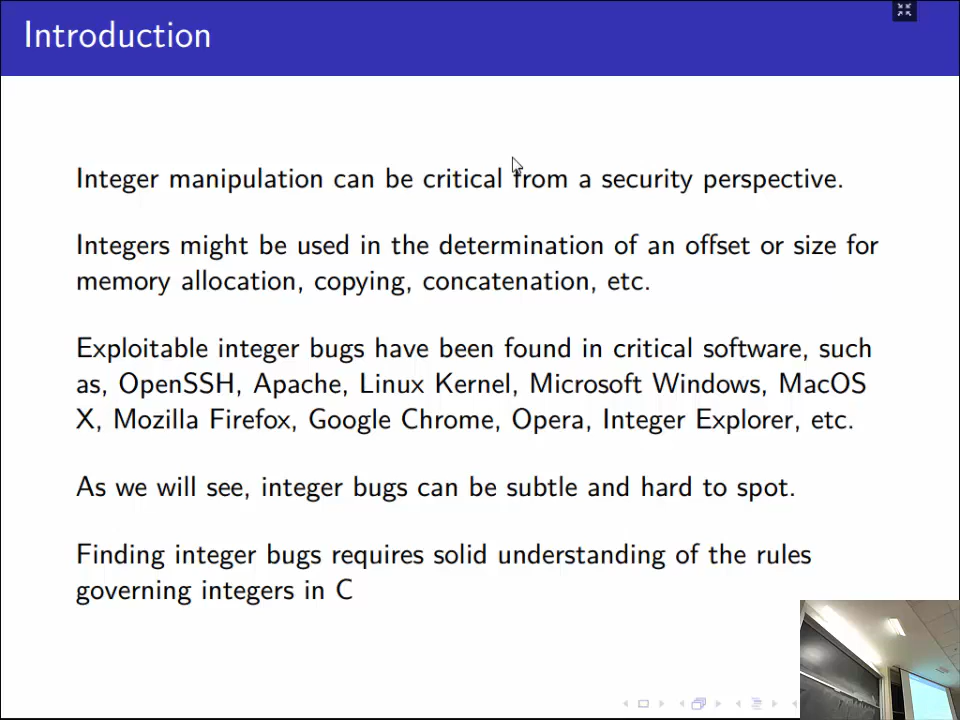 Introduction
Integer manipulation can be critical from a security perspective.
Integers might be used in the determination of an offset or size for
memory allocation, copying, concatenation, etc.
Exploitable integer bugs have been found in critical software, such
as, OpenSSH, Apache, Linux Kernel, Microsoft Windows, MacOS
X, Mozilla Firefox, Google Chrome, Opera, Integer Explorer, etc.
As we will see, integer bugs can be subtle and hard to spot.
Finding integer bugs requires solid understanding of the rules
governing integers in C